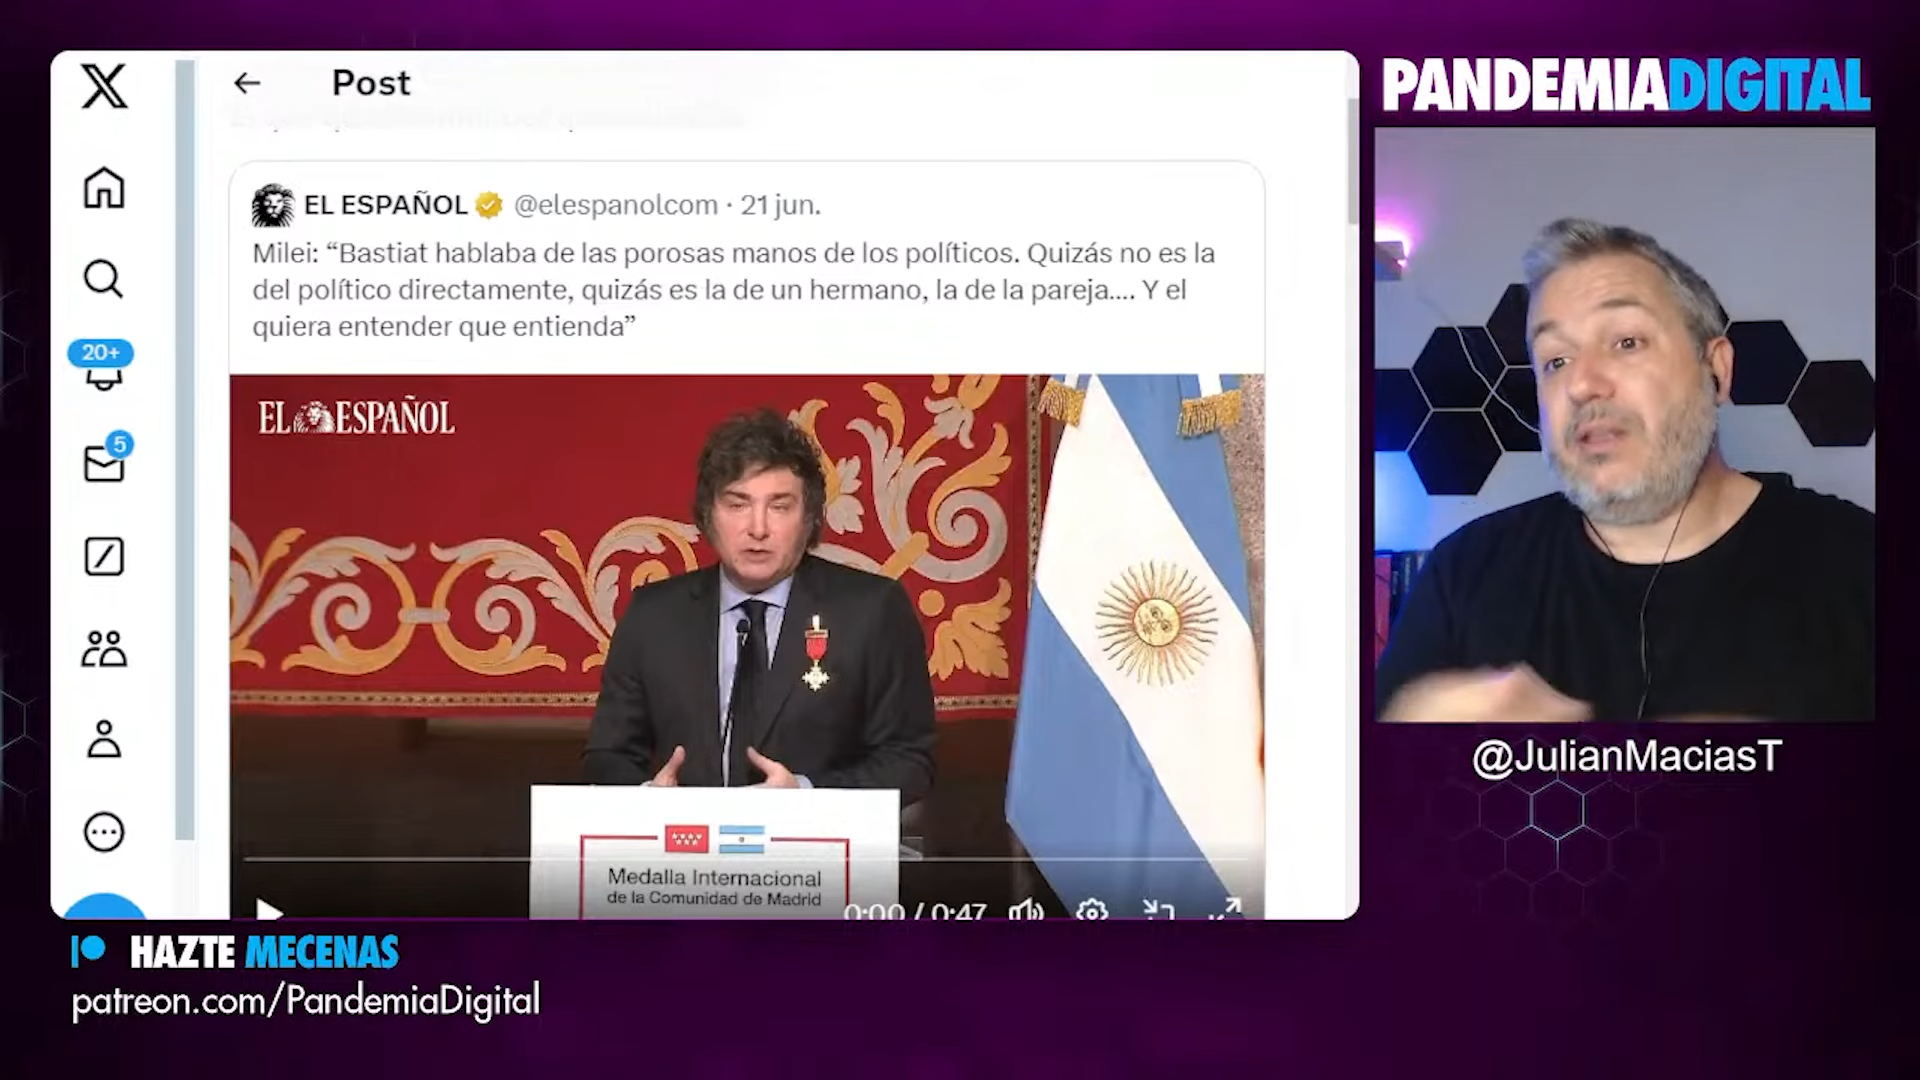 Post
PANDEMIADIGITAL
EL ESPAÑOL @elespanolcom · 21 jun.
Milei: “Bastiat hablaba de las porosas manos de los políticos. Quizás no es la
del político directamente, quizás es la de un hermano, la de la pareja.... Y el
quiera entender que entienda”
20+
5
EL ESPAÑOL
Medalla Internacional
de la Comunidad de Madrid
0:00 / 0:47
@JulianMaciasT
HAZTE MECENAS
patreon.com/PandemiaDigital